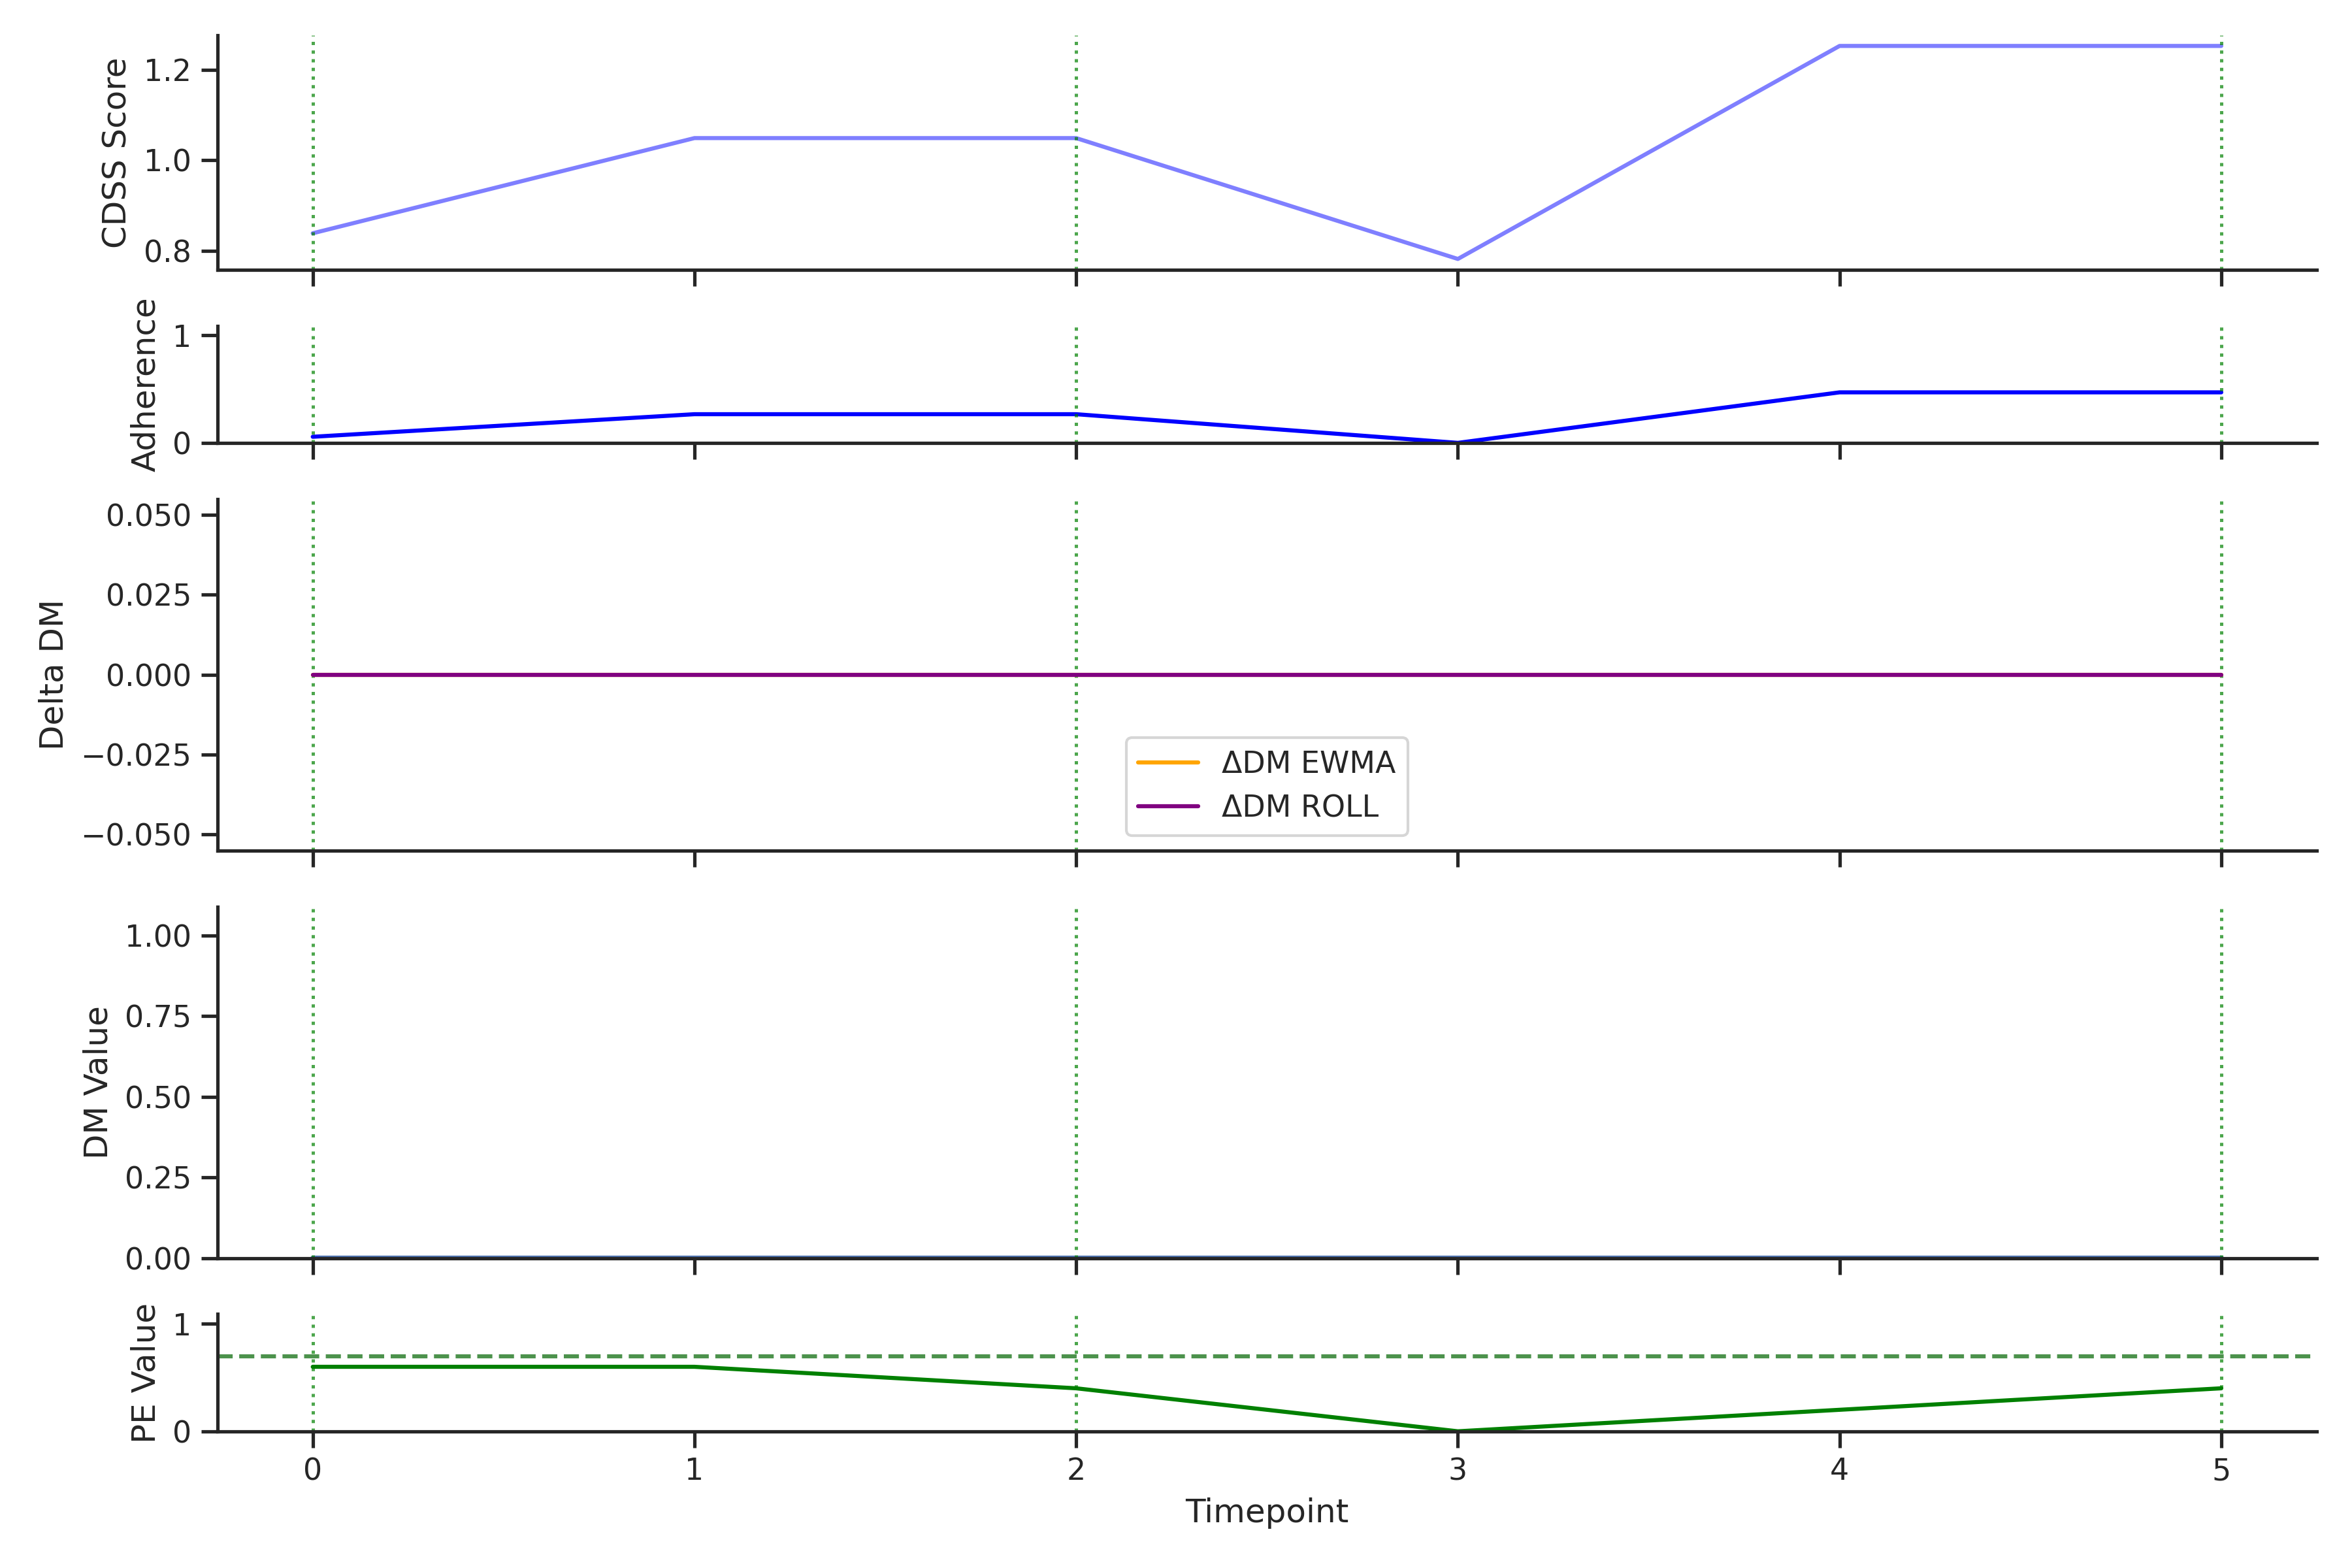 CDSS Score
1.2
1.0
0.8
Adherence
1
0
Delta DM
0.050
0.025
0.000
−0.025
−0.050
ΔDM EWMA
ΔDM ROLL
DM Value
1.00
0.75
0.50
0.25
0.00
PE Value
1
0
0 1 2 3 4 5
Timepoint